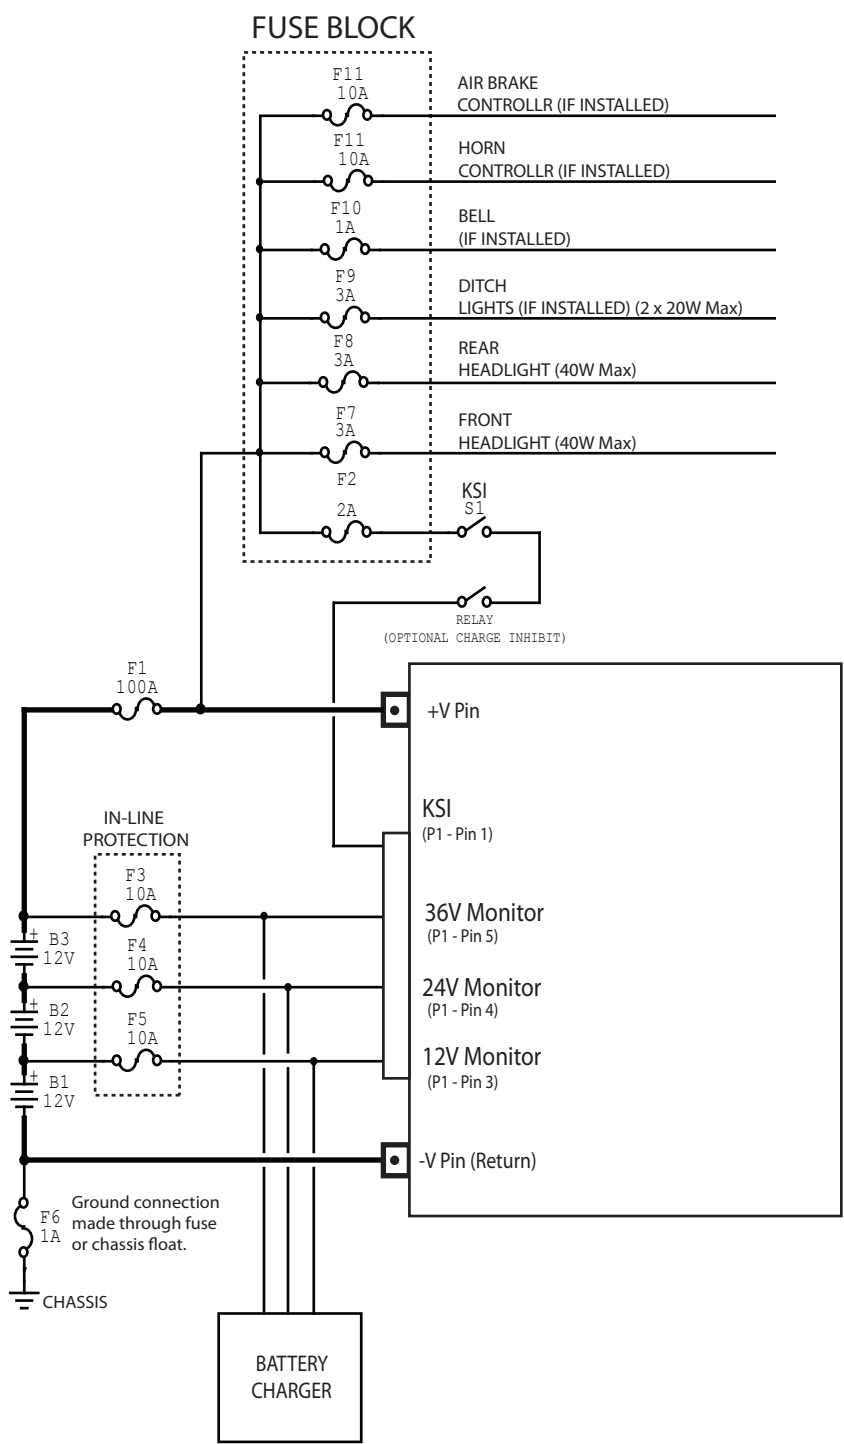 FUSE BLOCK
F11
10A
AIR BRAKE
CONTROLLR (IF INSTALLED)
F11
10A
HORN
CONTROLLR (IF INSTALLED)
F10
1A
BELL
(IF INSTALLED)
F9
3A
DITCH
LIGHTS (IF INSTALLED) (2 x 20W Max)
F8
3A
REAR
HEADLIGHT (40W Max)
F7
3A
FRONT
HEADLIGHT (40W Max)
F2
2A
KSI
S1
RELAY
(OPTIONAL CHARGE INHIBIT)
F1
100A
+V Pin
KSI
(P1 - Pin 1)
IN-LINE
PROTECTION
F3
10A
36V Monitor
(P1 - Pin 5)
+
B3
12V
F4
10A
24V Monitor
(P1 - Pin 4)
+
B2
12V
F5
10A
12V Monitor
(P1 - Pin 3)
+
B1
12V
-V Pin (Return)
F6
1A
Ground connection
made through fuse
or chassis float.
CHASSIS
BATTERY
CHARGER